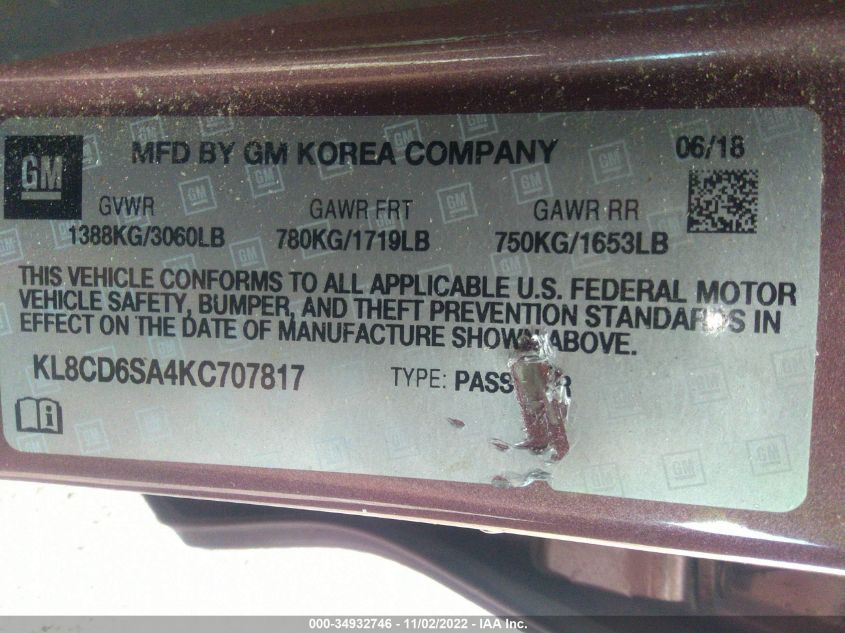 GM
MFD BY GM KOREA COMPANY
06/18
GVWR
GAWR FRT
GAWR RR
1388KG/3060LB
780KG/1719LB
750KG/1653LB
THIS VEHICLE CONFORMS TO ALL APPLICABLE U.S. FEDERAL MOTOR
VEHICLE SAFETY, BUMPER, AND THEFT PREVENTION STANDARDS IN
EFFECT ON THE DATE OF MANUFACTURE SHOWN ABOVE.
KL8CD6SA4KC707817
TYPE:
000-34932746 - 11/02/2022 - IAA Inc.